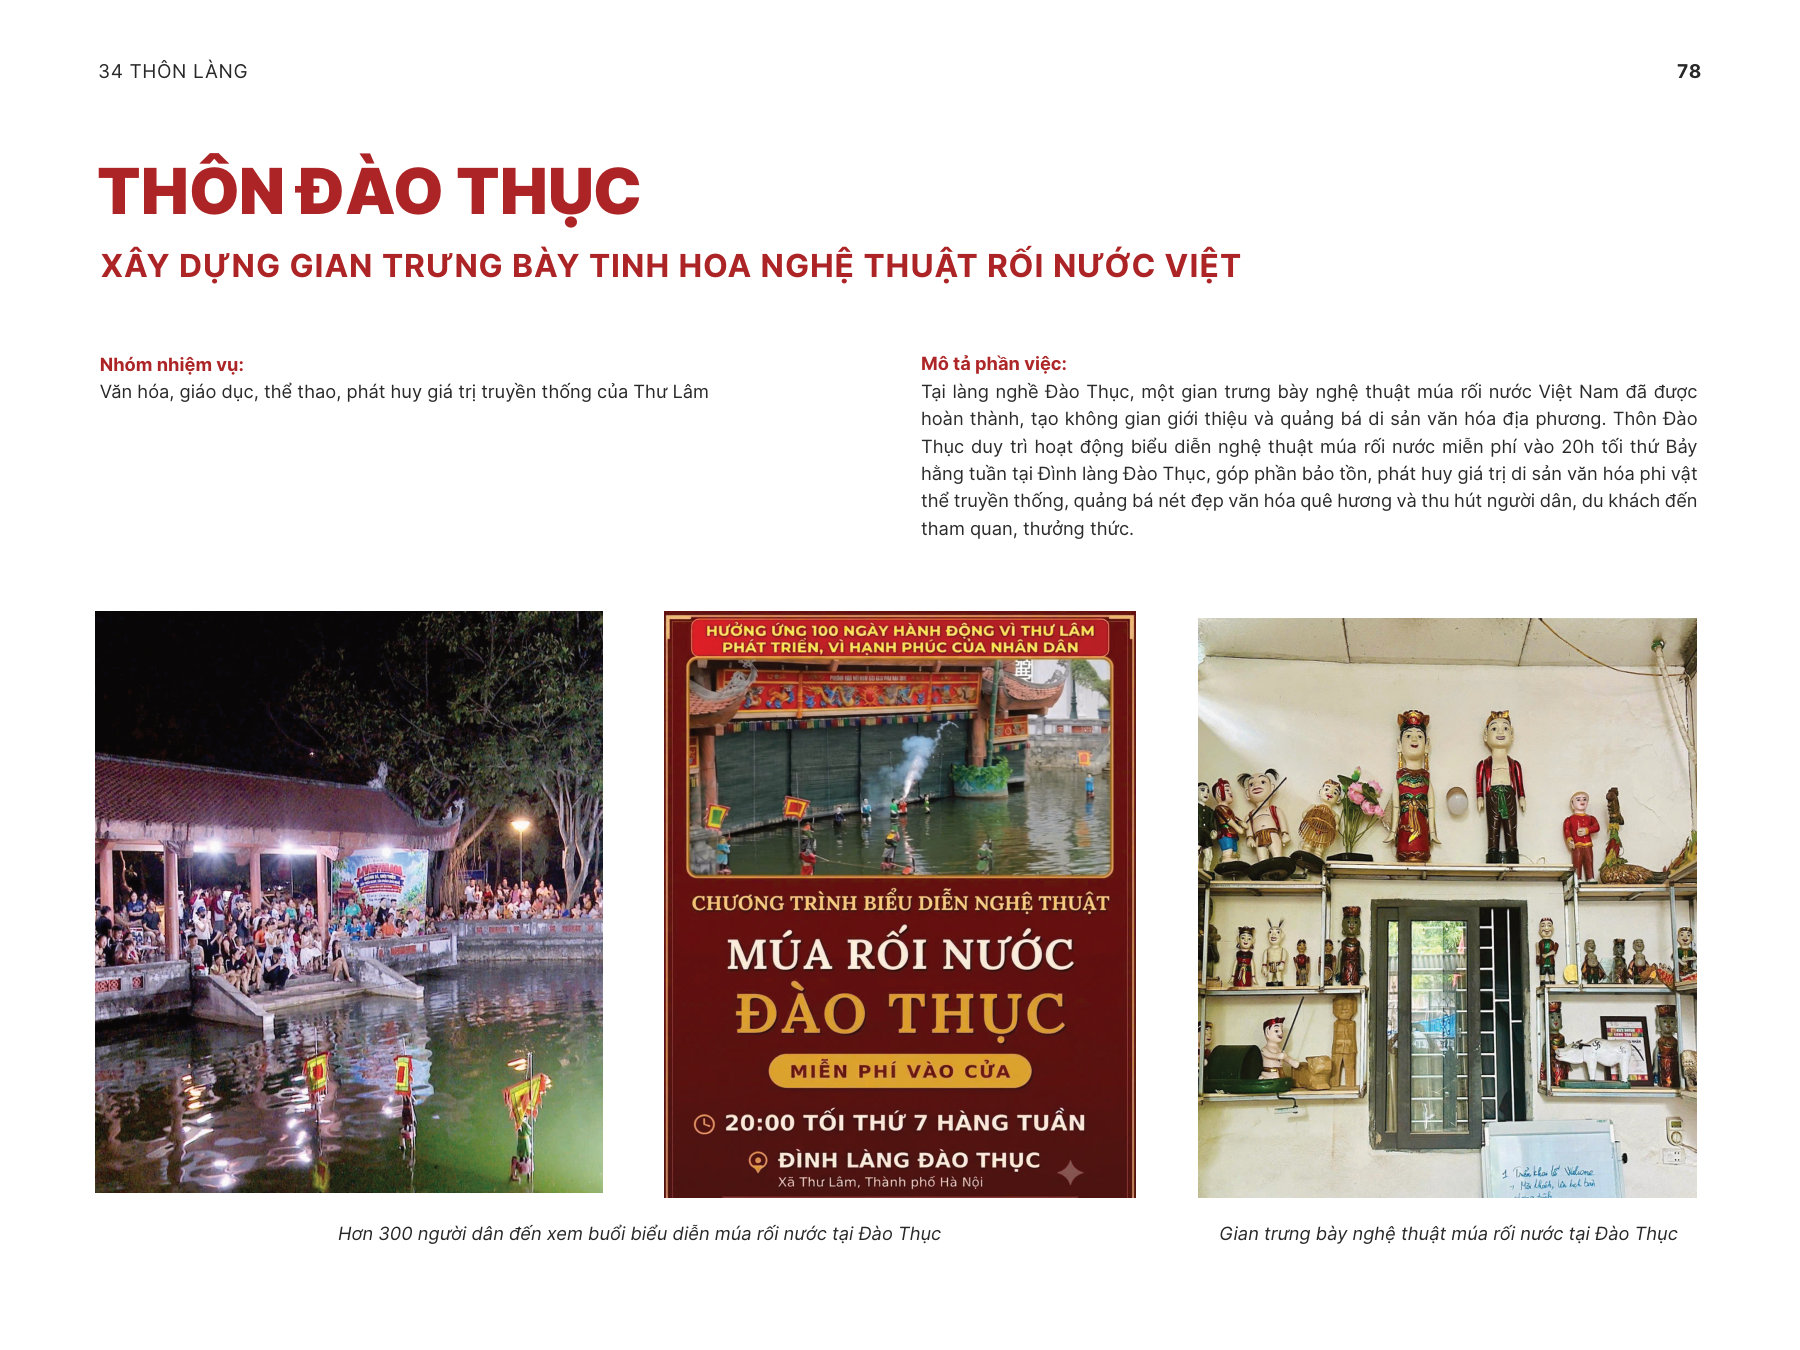 34 THÔN LÀNG
78
THÔN ĐÀO THỤC
XÂY DỰNG GIAN TRƯNG BÀY TINH HOA NGHỆ THUẬT RỐI NƯỚC VIỆT
Nhóm nhiệm vụ:
Văn hóa, giáo dục, thể thao, phát huy giá trị truyền thống của Thư Lâm
Mô tả phần việc:
Tại làng nghề Đào Thục, một gian trưng bày nghệ thuật múa rối nước Việt Nam đã được
hoàn thành, tạo không gian giới thiệu và quảng bá di sản văn hóa địa phương. Thôn Đào
Thục duy trì hoạt động biểu diễn nghệ thuật múa rối nước miễn phí vào 20h tối thứ Bảy
hằng tuần tại Đình làng Đào Thục, góp phần bảo tồn, phát huy giá trị di sản văn hóa phi vật
thể truyền thống, quảng bá nét đẹp văn hóa quê hương và thu hút người dân, du khách đến
tham quan, thưởng thức.
HƯỞNG ỨNG 100 NGÀY HÀNH ĐỘNG VÌ THƯ LÂM
PHÁT TRIỂN, VÌ HẠNH PHÚC CỦA NHÂN DÂN
CHƯƠNG TRÌNH BIỂU DIỄN NGHỆ THUẬT
MÚA RỐI NƯỚC
ĐÀO THỤC
MIỄN PHÍ VÀO CỬA
20:00 TỐI THỨ 7 HÀNG TUẦN
ĐÌNH LÀNG ĐÀO THỤC
Xã Thư Lâm, Thành phố Hà Nội
Hơn 300 người dân đến xem buổi biểu diễn múa rối nước tại Đào Thục
Gian trưng bày nghệ thuật múa rối nước tại Đào Thục